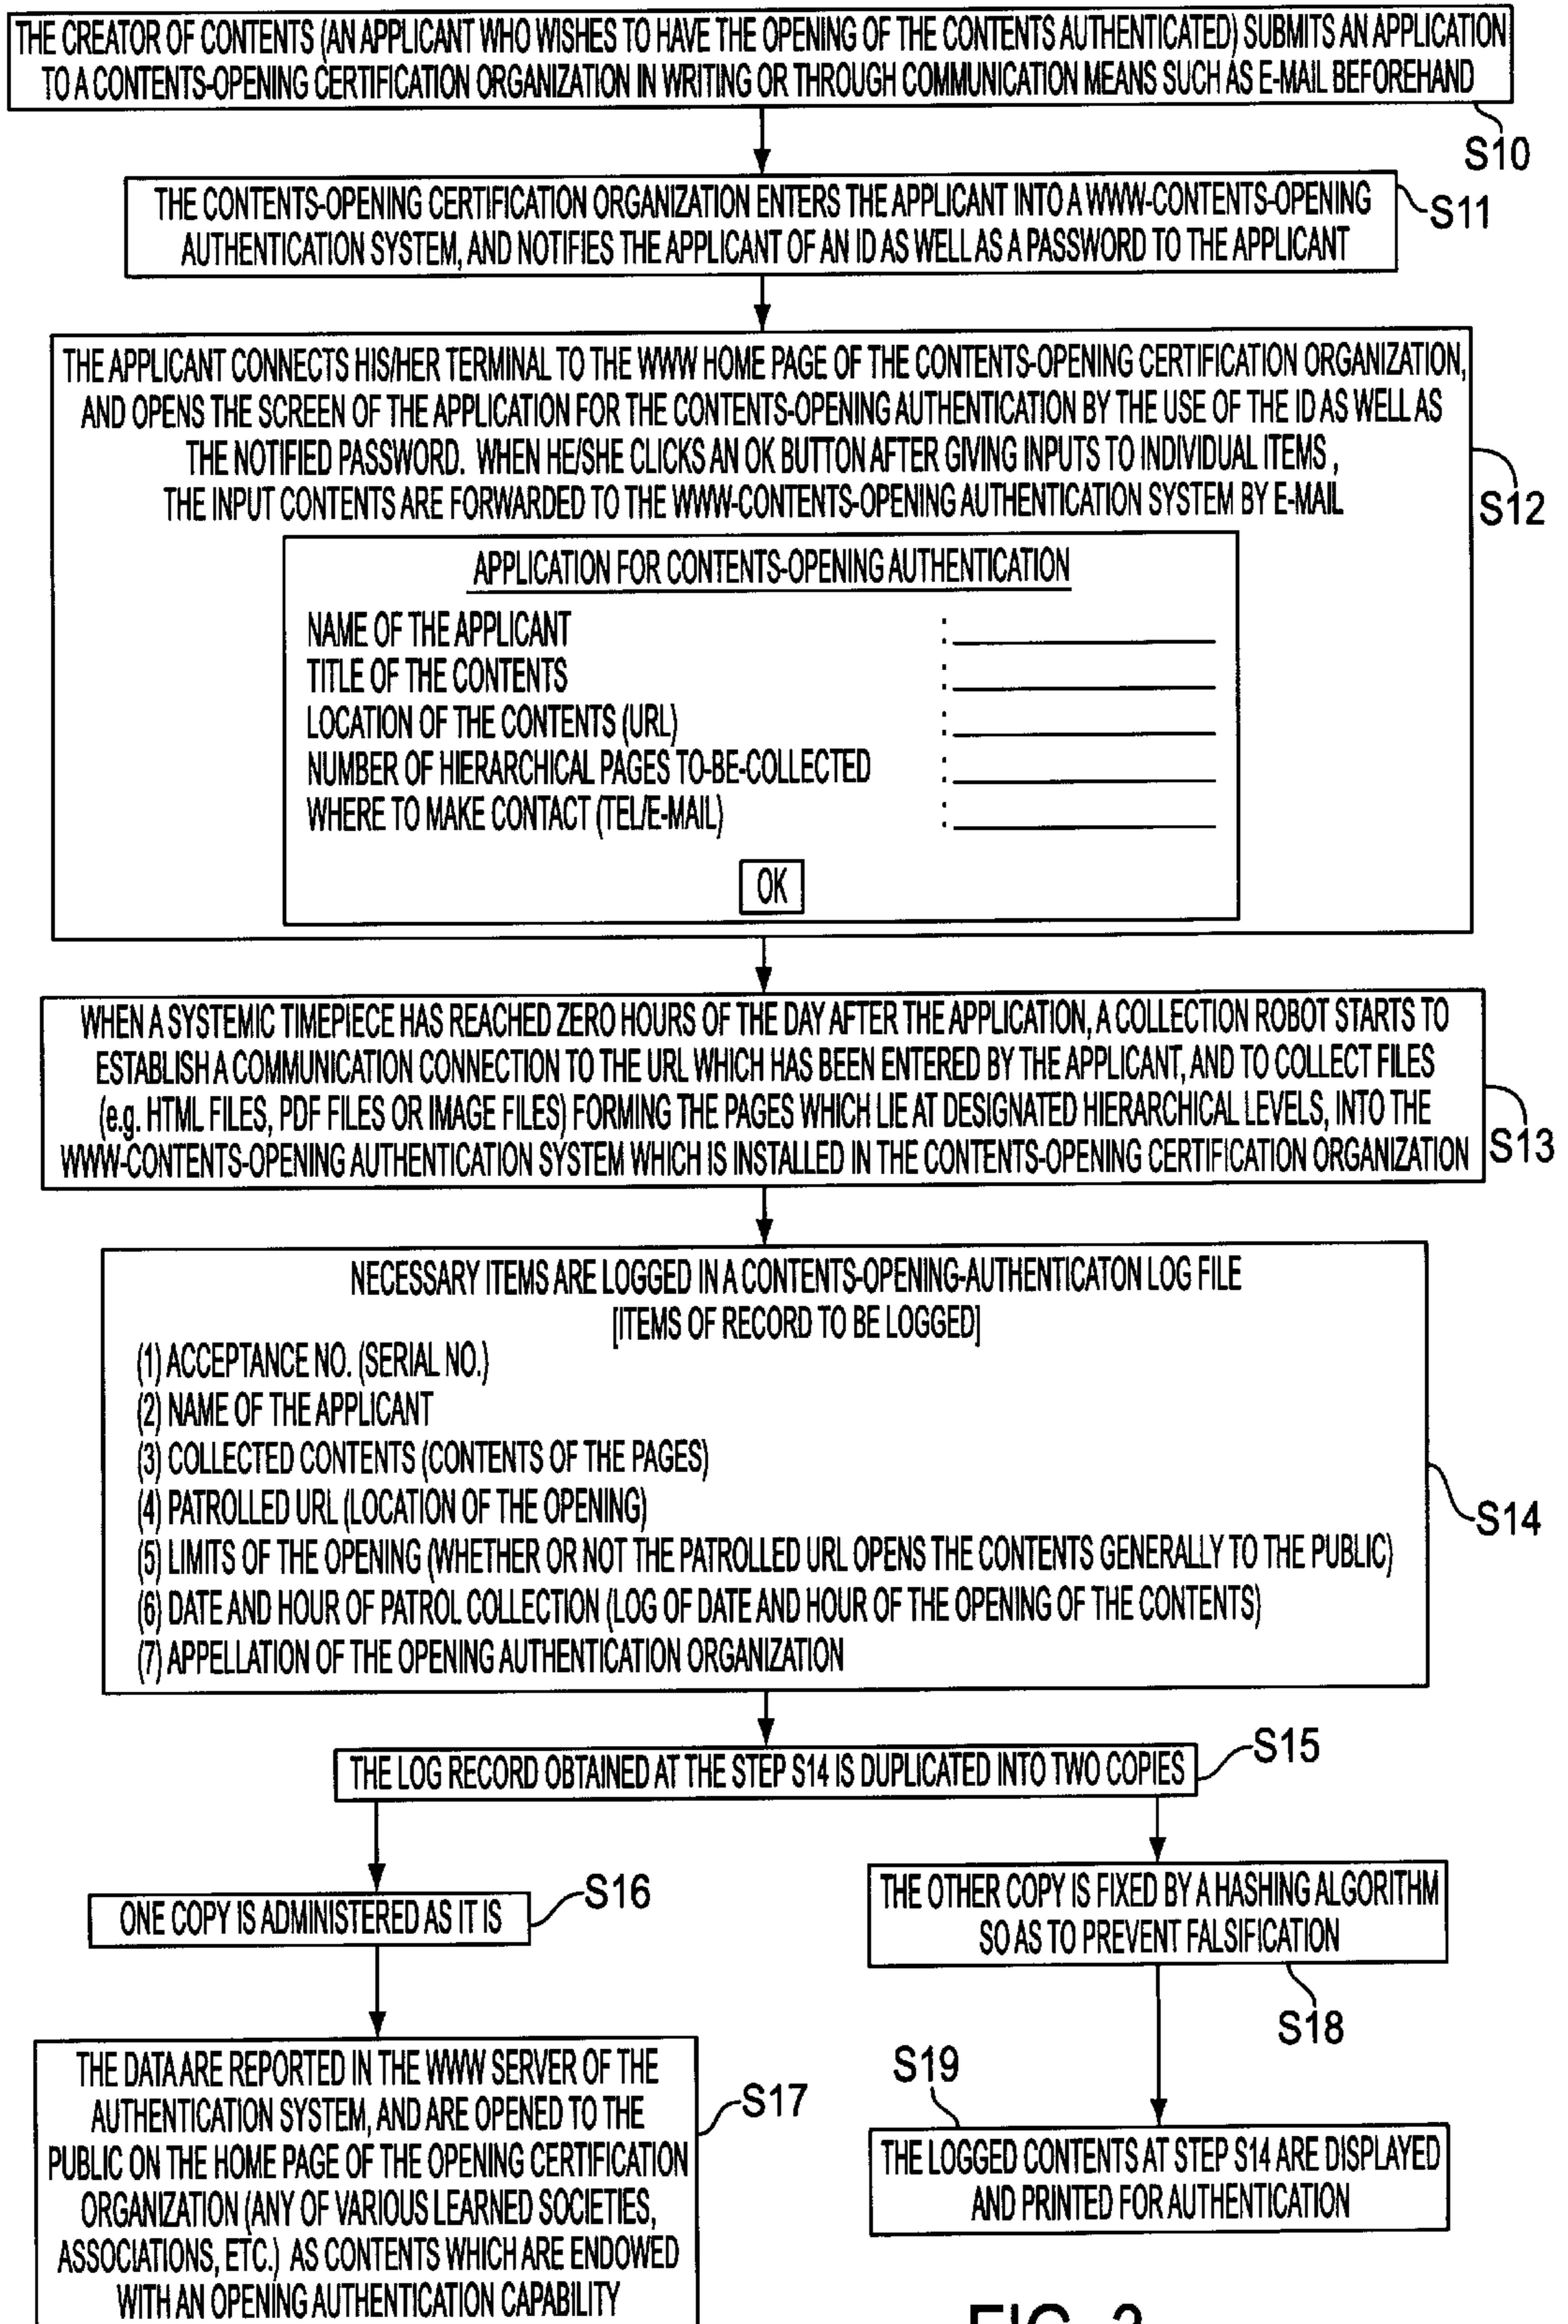 THE CREATOR OF CONTENTS (AN APPLICANT WHO WISHES TO HAVE THE OPENING OF THE CONTENTS AUTHENTICATED) SUBMITS AN APPLICATION
TO A CONTENTS-OPENING CERTIFICATION ORGANIZATION IN WRITING OR THROUGH COMMUNICATION MEANS SUCH AS E-MAIL BEFOREHAND
S10
THE CONTENTS-OPENING CERTIFICATION ORGANIZATION ENTERS THE APPLICANT INTO A WWW-CONTENTS-OPENING
AUTHENTICATION SYSTEM, AND NOTIFIES THE APPLICANT OF AN ID AS WELL AS A PASSWORD TO THE APPLICANT
S11
THE APPLICANT CONNECTS HIS/HER TERMINAL TO THE WWW HOME PAGE OF THE CONTENTS-OPENING CERTIFICATION ORGANIZATION,
AND OPENS THE SCREEN OF THE APPLICATION FOR THE CONTENTS-OPENING AUTHENTICATION BY THE USE OF THE ID AS WELL AS
THE NOTIFIED PASSWORD. WHEN HE/SHE CLICKS AN OK BUTTON AFTER GIVING INPUTS TO INDIVIDUAL ITEMS ,
THE INPUT CONTENTS ARE FORWARDED TO THE WWW-CONTENTS-OPENING AUTHENTICATION SYSTEM BY E-MAIL
S12
APPLICATION FOR CONTENTS-OPENING AUTHENTICATION
NAME OF THE APPLICANT :
TITLE OF THE CONTENTS :
LOCATION OF THE CONTENTS (URL) :
NUMBER OF HIERARCHICAL PAGES TO-BE-COLLECTED :
WHERE TO MAKE CONTACT (TEL/E-MAIL) :
OK
WHEN A SYSTEMIC TIMEPIECE HAS REACHED ZERO HOURS OF THE DAY AFTER THE APPLICATION, A COLLECTION ROBOT STARTS TO
ESTABLISH A COMMUNICATION CONNECTION TO THE URL WHICH HAS BEEN ENTERED BY THE APPLICANT, AND TO COLLECT FILES
(e.g. HTML FILES, PDF FILES OR IMAGE FILES) FORMING THE PAGES WHICH LIE AT DESIGNATED HIERARCHICAL LEVELS, INTO THE
WWW-CONTENTS-OPENING AUTHENTICATION SYSTEM WHICH IS INSTALLED IN THE CONTENTS-OPENING CERTIFICATION ORGANIZATION
S13
NECESSARY ITEMS ARE LOGGED IN A CONTENTS-OPENING-AUTHENTICATON LOG FILE
[ITEMS OF RECORD TO BE LOGGED]
(1) ACCEPTANCE NO. (SERIAL NO.)
(2) NAME OF THE APPLICANT
(3) COLLECTED CONTENTS (CONTENTS OF THE PAGES)
(4) PATROLLED URL (LOCATION OF THE OPENING)
(5) LIMITS OF THE OPENING (WHETHER OR NOT THE PATROLLED URL OPENS THE CONTENTS GENERALLY TO THE PUBLIC)
(6) DATE AND HOUR OF PATROL COLLECTION (LOG OF DATE AND HOUR OF THE OPENING OF THE CONTENTS)
(7) APPELLATION OF THE OPENING AUTHENTICATION ORGANIZATION
S14
THE LOG RECORD OBTAINED AT THE STEP S14 IS DUPLICATED INTO TWO COPIES
S15
ONE COPY IS ADMINISTERED AS IT IS
S16
THE OTHER COPY IS FIXED BY A HASHING ALGORITHM
SO AS TO PREVENT FALSIFICATION
S18
THE DATA ARE REPORTED IN THE WWW SERVER OF THE
AUTHENTICATION SYSTEM, AND ARE OPENED TO THE
PUBLIC ON THE HOME PAGE OF THE OPENING CERTIFICATION
ORGANIZATION (ANY OF VARIOUS LEARNED SOCIETIES,
ASSOCIATIONS, ETC.) AS CONTENTS WHICH ARE ENDOWED
WITH AN OPENING AUTHENTICATION CAPABILITY
S17
S19
THE LOGGED CONTENTS AT STEP S14 ARE DISPLAYED
AND PRINTED FOR AUTHENTICATION
FIG.